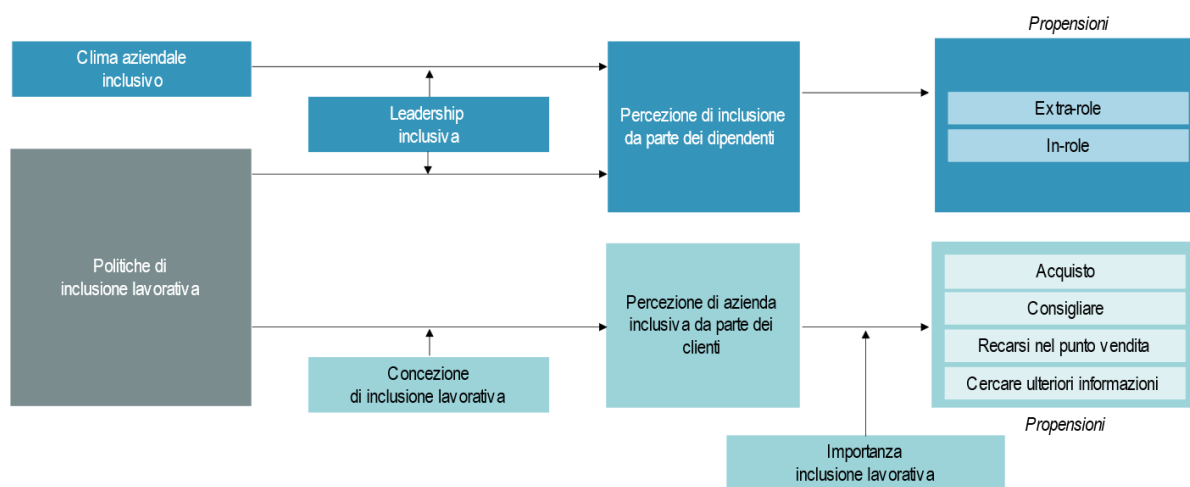 Propensioni
Clima aziendale
inclusivo
Leadership
inclusiva
Percezione di inclusione
da parte dei dipendenti
Extra-role
In-role
Politiche di
inclusione lavorativa
Concezione
di inclusione lavorativa
Percezione di azienda
inclusiva da parte dei
clienti
Acquisto
Consigliare
Recarsi nel punto vendita
Cercare ulteriori informazioni
Propensioni
Importanza
inclusione lavorativa